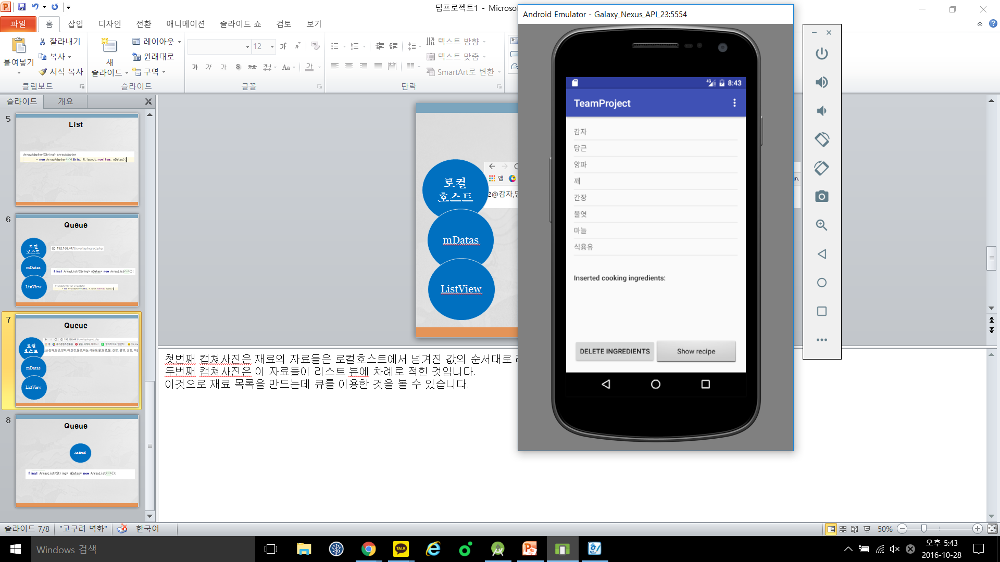 팀프로젝트1 - Micros
Android Emulator - Galaxy_Nexus_API_23:5554
파일 홈 삽입 디자인 전환 애니메이션 슬라이드 쇼 검토 보기
붙여넣기
잘라내기
복사
서식 복사
클립보드
새
슬라이드
레이아웃
원래대로
구역
슬라이드
12
글꼴
텍스트 방향
텍스트 맞춤
SmartArt로 변환
단락
슬라이드 개요
5
List
ArrayAdapter<String> arrayAdapter
= new ArrayAdapter<~>(this, R.layout.rowitem, mDatas);
6
Queue
로컬
호스트
192.168.44.1/overlapIngred.php
mDatas
final ArrayList<String> mDatas= new ArrayList<~>();
ListView
7
Queue
로컬
호스트
192.168.44.1/overlapIngred.php
mDatas
ListView
8
Queue
Android
final ArrayList<String> mDatas= new ArrayList<~>();
로컬
호스트
앱
2@감자,당
mDatas
ListView
8:43
TeamProject
감자
당근
양파
깨
간장
물엿
마늘
식용유
Inserted cooking ingredients:
DELETE INGREDIENTS
Show recipe
첫번째 캡쳐사진은 재료의 자료들은 로컬호스트에서 넘겨진 값의 순서대로
두번째 캡쳐사진은 이 자료들이 리스트 뷰에 차례로 적힌 것입니다.
이것으로 재료 목록을 만드는데 큐를 이용한 것을 볼 수 있습니다.
슬라이드 7/8 "고구려 벽화" 한국어
50%
Windows 검색
TALK
오후 5:43
2016-10-28